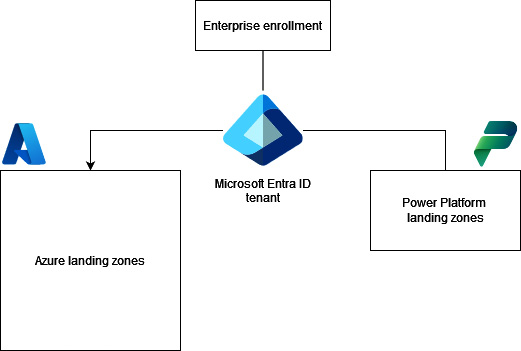 Enterprise enrollment
Microsoft Entra ID
tenant
Azure landing zones
Power Platform
landing zones